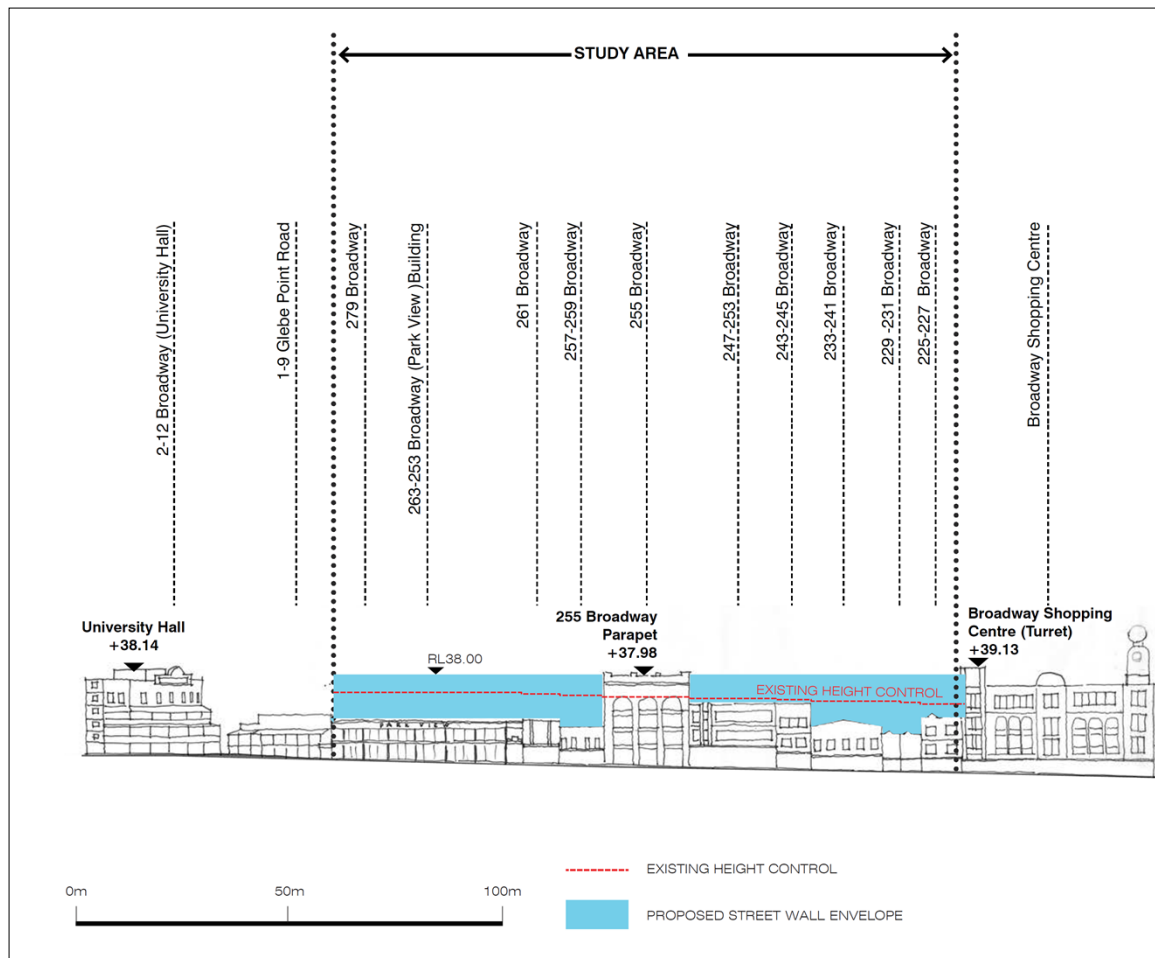 STUDY AREA
2-12 Broadway (University Hall)
1-9 Glebe Point Road
279 Broadway
263-253 Broadway (Park View )Building
261 Broadway
257-259 Broadway
255 Broadway
247-253 Broadway
243-245 Broadway
233-241 Broadway
229 -231 Broadway
225-227 Broadway
Broadway Shopping Centre
University Hall
+38.14
RL38.00
255 Broadway
Parapet
+37.98
Broadway Shopping
Centre (Turret)
+39.13
EXISTING HEIGHT CONTROL
PARK VIEW
0m
50m
100m
EXISTING HEIGHT CONTROL
PROPOSED STREET WALL ENVELOPE